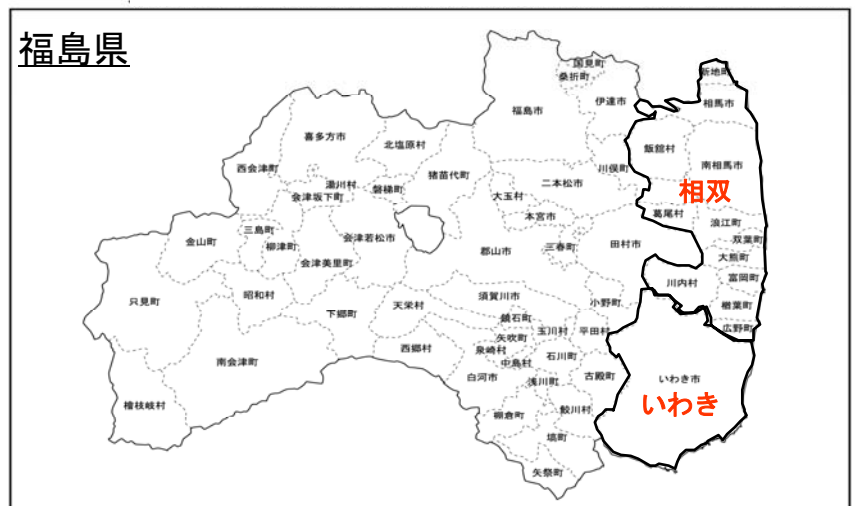 福島県
国見町
桑折町
新地町
福島市
伊達市
相馬市
喜多方市
北塩原村
飯舘村
西会津町
猪苗代町
川俣町
南相馬市
湯川村
磐梯町
二本松市
相双
会津坂下町
大玉村
本宮市
葛尾村
浪江町
三島町
金山町
柳津町
会津若松市
双葉町
三春町
田村市
郡山市
大熊町
会津美里町
川内村
富岡町
只見町
昭和村
須賀川市
天栄村
小野町
楢葉町
下郷町
鏡石町
玉川村
平田村
広野町
矢吹町
西郷村
泉崎村
石川町
南会津町
中島村
白河市
浅川町
古殿町
いわき市
いわき
檜枝岐村
棚倉町
鮫川村
塙町
矢祭町